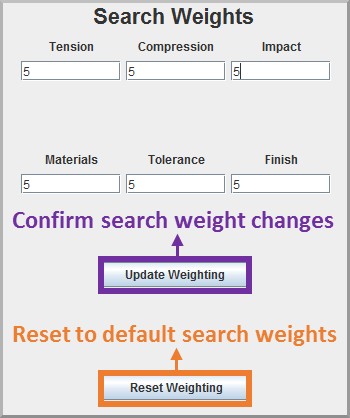 Search Weights
Tension Compression Impact
5 5 5
Materials Tolerance Finish
5 5 5
Confirm search weight changes
Update Weighting
Reset to default search weights
Reset Weighting